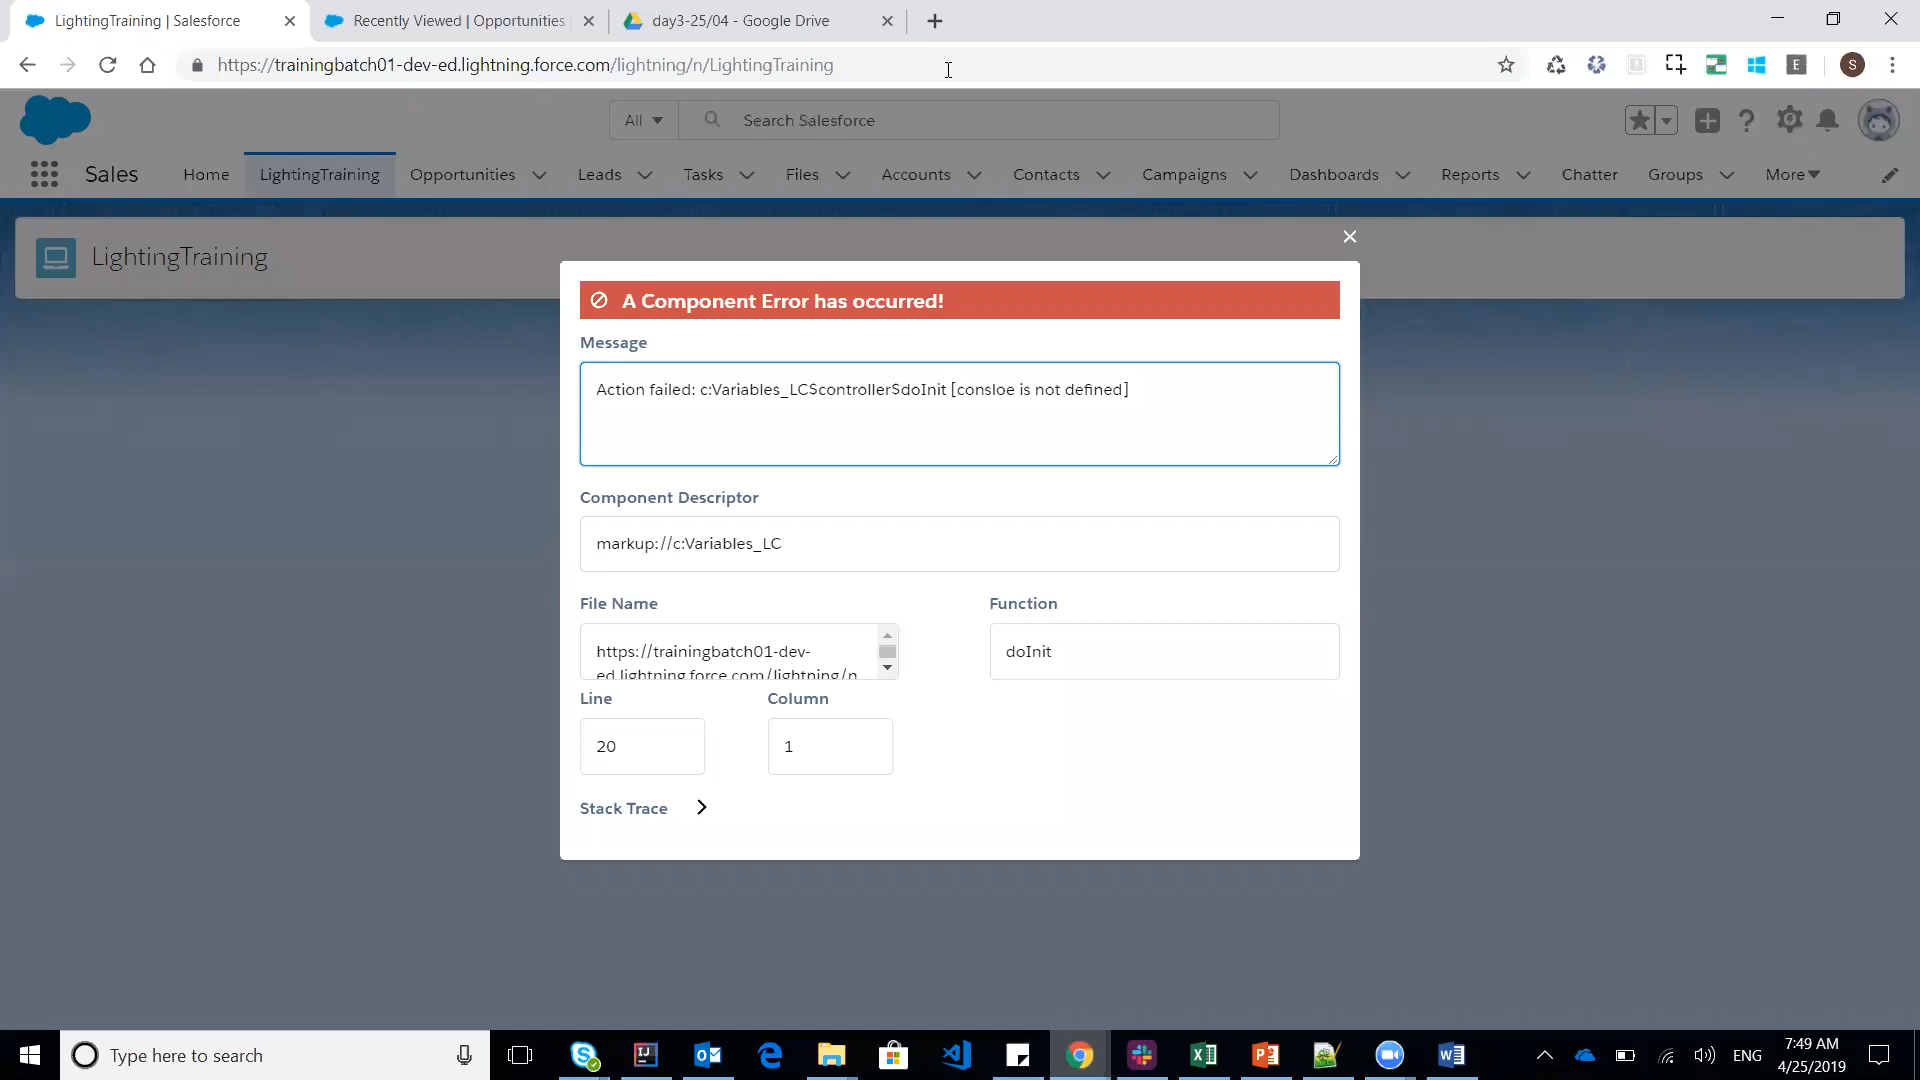 LightingTraining | Salesforce
Recently Viewed | Opportunities
day3-25/04 - Google Drive
https://trainingbatch01-dev-ed.lightning.force.com/lightning/n/LightingTraining
S
E
All
Search Salesforce
Sales
Home
LightingTraining
Opportunities
Leads
Tasks
Files
Accounts
Contacts
Campaigns
Dashboards
Reports
Chatter
Groups
More
LightingTraining
A Component Error has occurred!
Message
Action failed: c:Variables_LC$controller$doInit [consloe is not defined]
Component Descriptor
markup://c:Variables_LC
File Name
Function
https://trainingbatch01-dev-
ed.lightning.force.com/lightning/n
doInit
Line
Column
20
1
Stack Trace
Type here to search
ENG
7:49 AM
4/25/2019